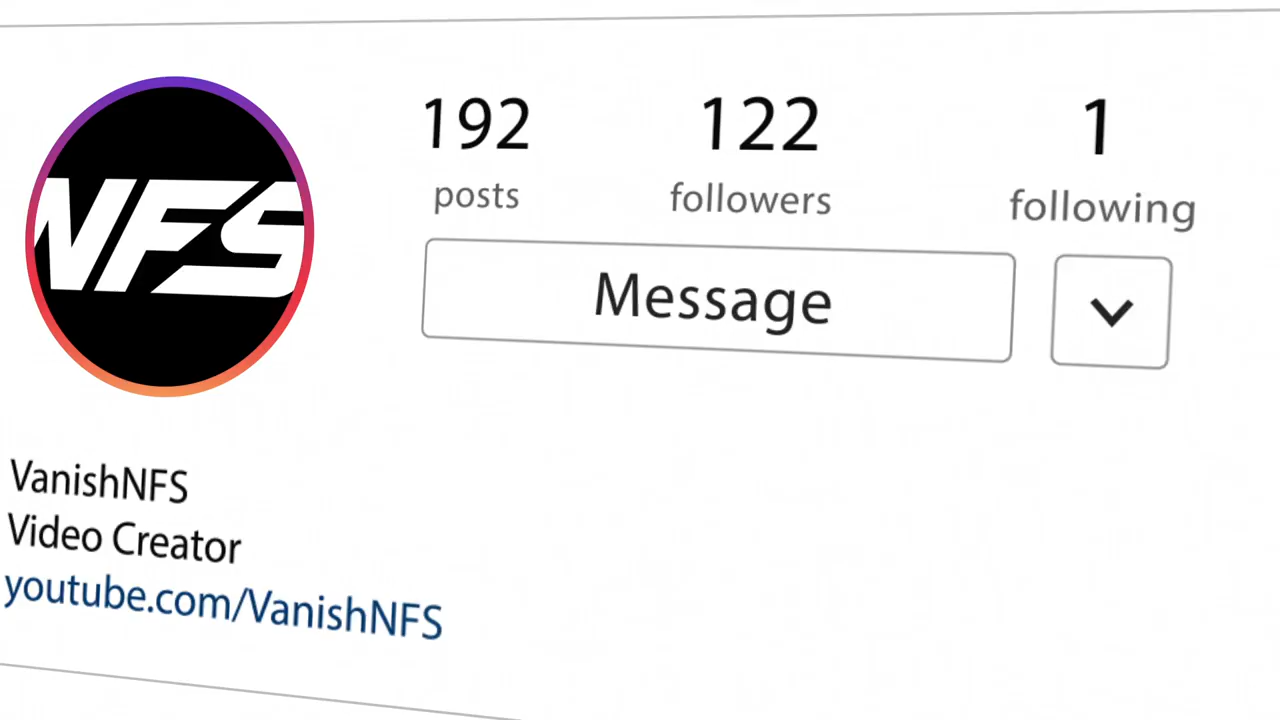 NFS
192 122 1
posts followers following
Message
VanishNFS
Video Creator
youtube.com/VanishNFS